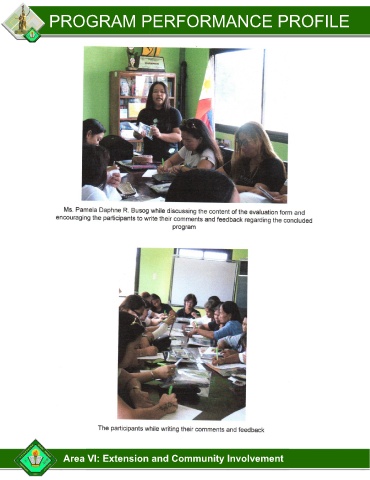 PROGRAM PERFORMANCE PROFILE
Ms. Pamela Daphne R. Busog while discussing the content of the evaluation form and
encouraging the participants to write their comments and feedback regarding the concluded
program
The participants while writing their comments and feedback
Area VI: Extension and Community Involvement